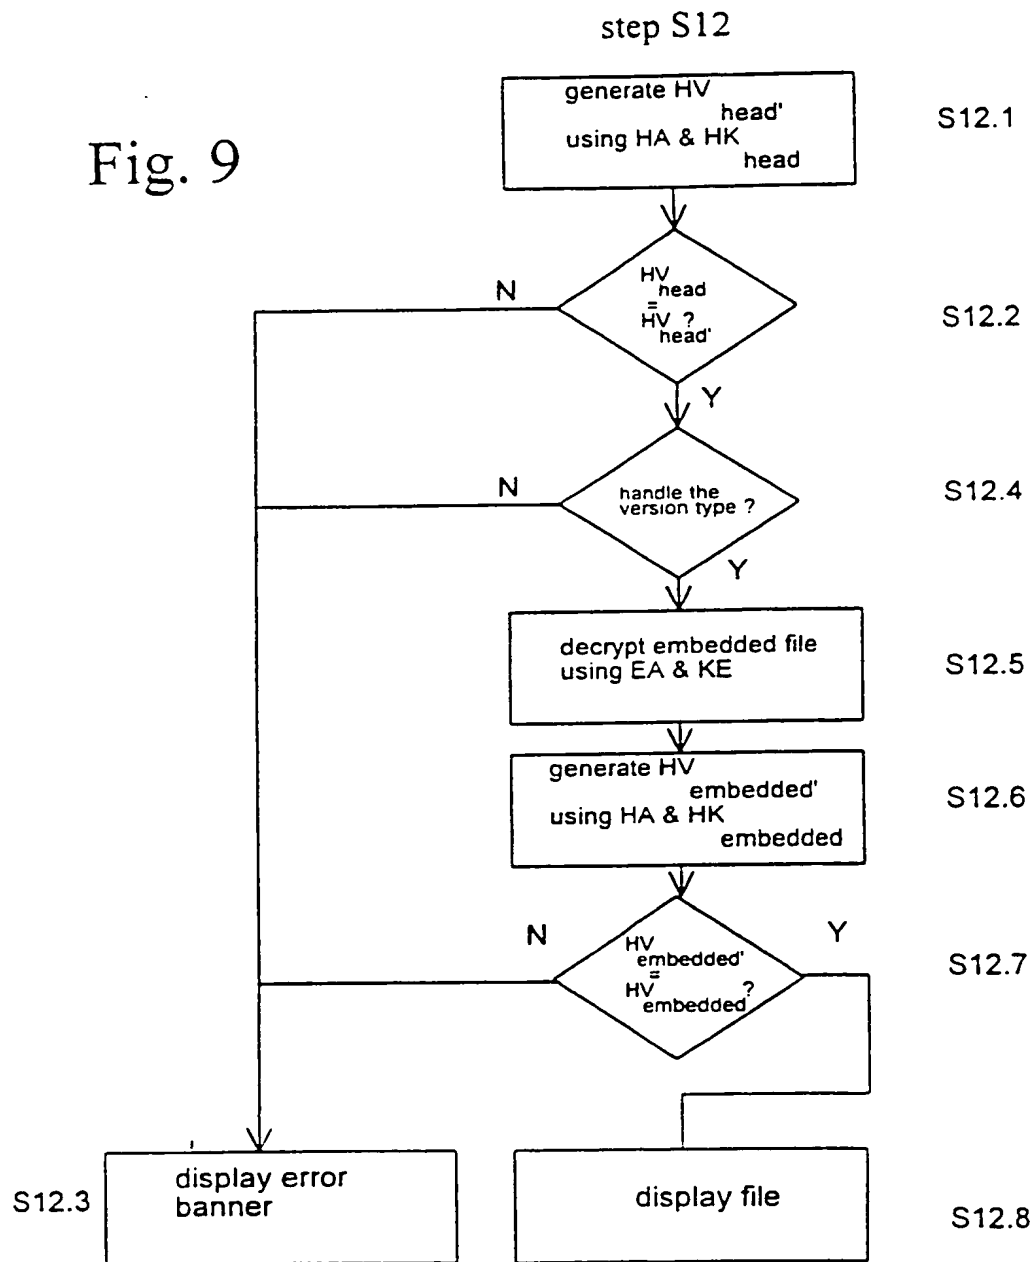 step S12
Fig. 9
generate HV
head'
using HA & HK
head
S12.1
N
HV
head
=
HV ?
head'
S12.2
Y
N
handle the
version type ?
S12.4
Y
decrypt embedded file
using EA & KE
S12.5
generate HV
embedded'
using HA & HK
embedded
S12.6
N
HV
embedded'
=
HV ?
embedded
Y
S12.7
S12.3
display error
banner
display file
S12.8